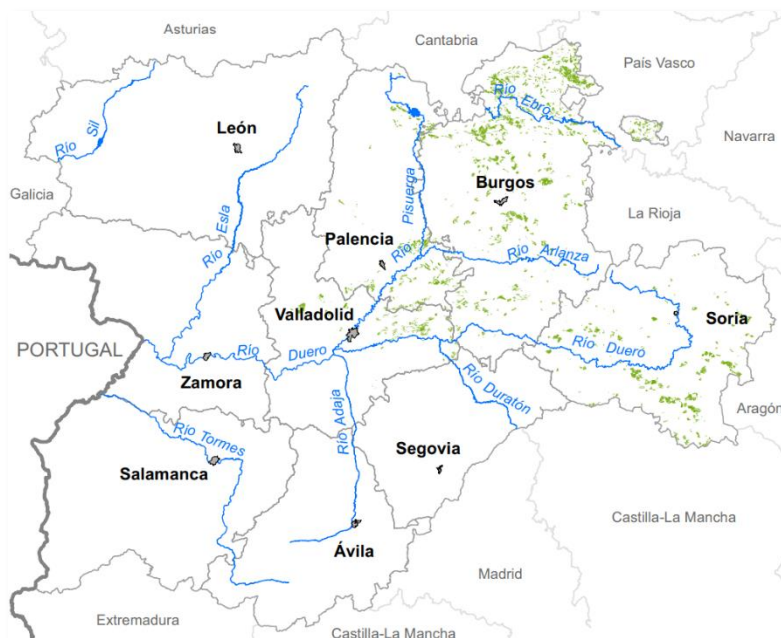 Asturias
Cantabria
País Vasco
Navarra
Río Sil
León
Río Ebro
Galicia
Burgos
La Rioja
Río Esla
Río Pisuerga
Palencia
Río Arlanza
Valladolid
Soria
PORTUGAL
Zamora
Río Duero
Río Duero
Aragón
Río Duratón
Río Adaja
Río Tormes
Salamanca
Segovia
Castilla-La Mancha
Ávila
Madrid
Extremadura
Castilla-La Mancha